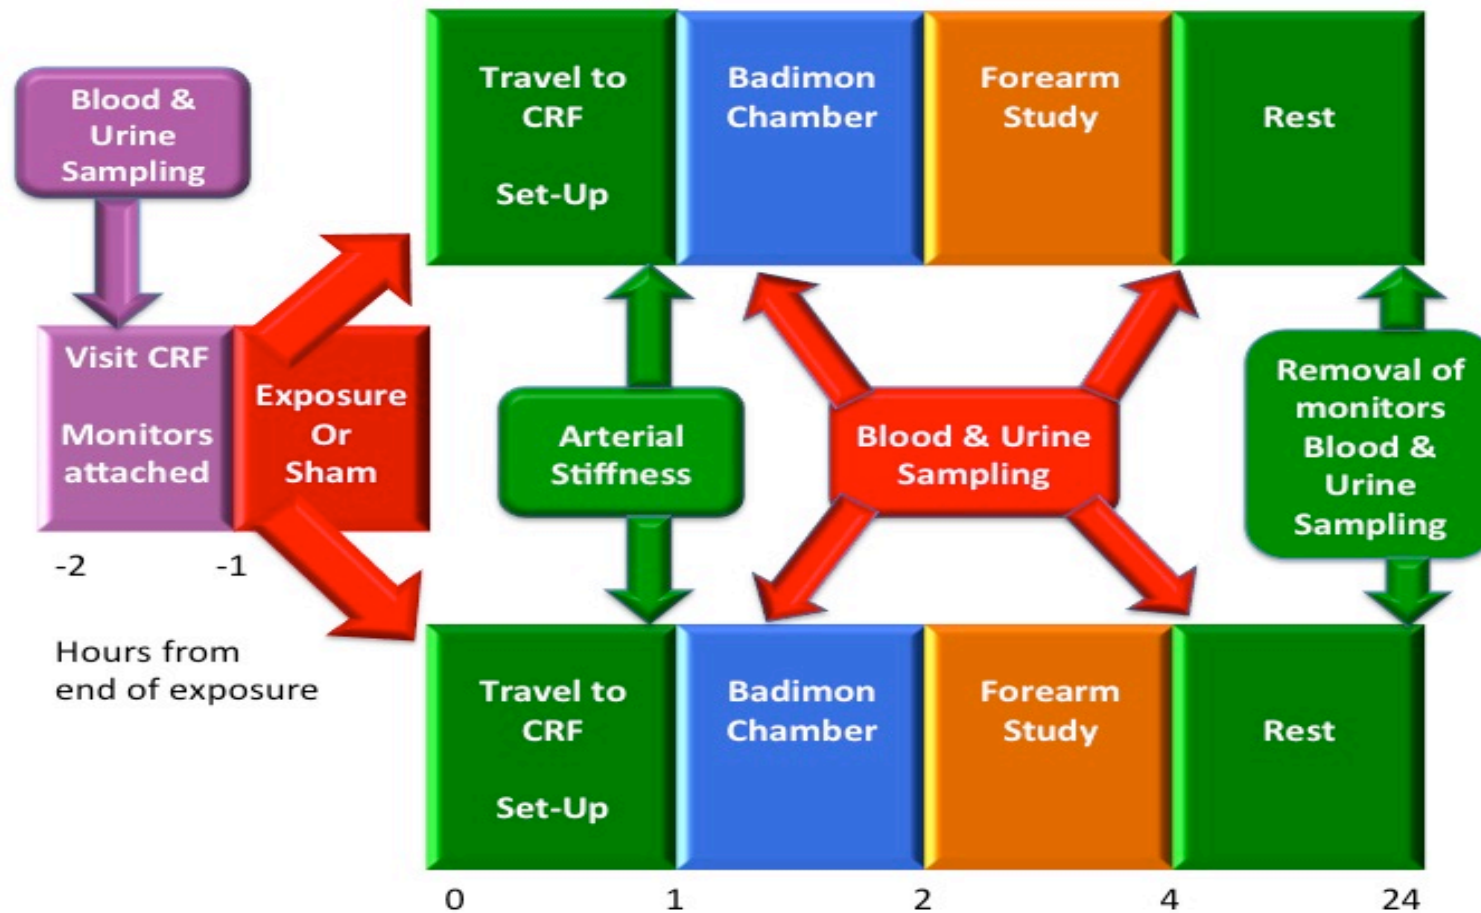 Blood &
Urine
Sampling
Visit CRF
Monitors
attached
Exposure
Or
Sham
-2
-1
Hours from
end of exposure
Travel to
CRF
Set-Up
Badimon
Chamber
Forearm
Study
Rest
Arterial
Stiffness
Blood & Urine
Sampling
Removal of
monitors
Blood &
Urine
Sampling
Travel to
CRF
Set-Up
Badimon
Chamber
Forearm
Study
Rest
0
1
2
4
24